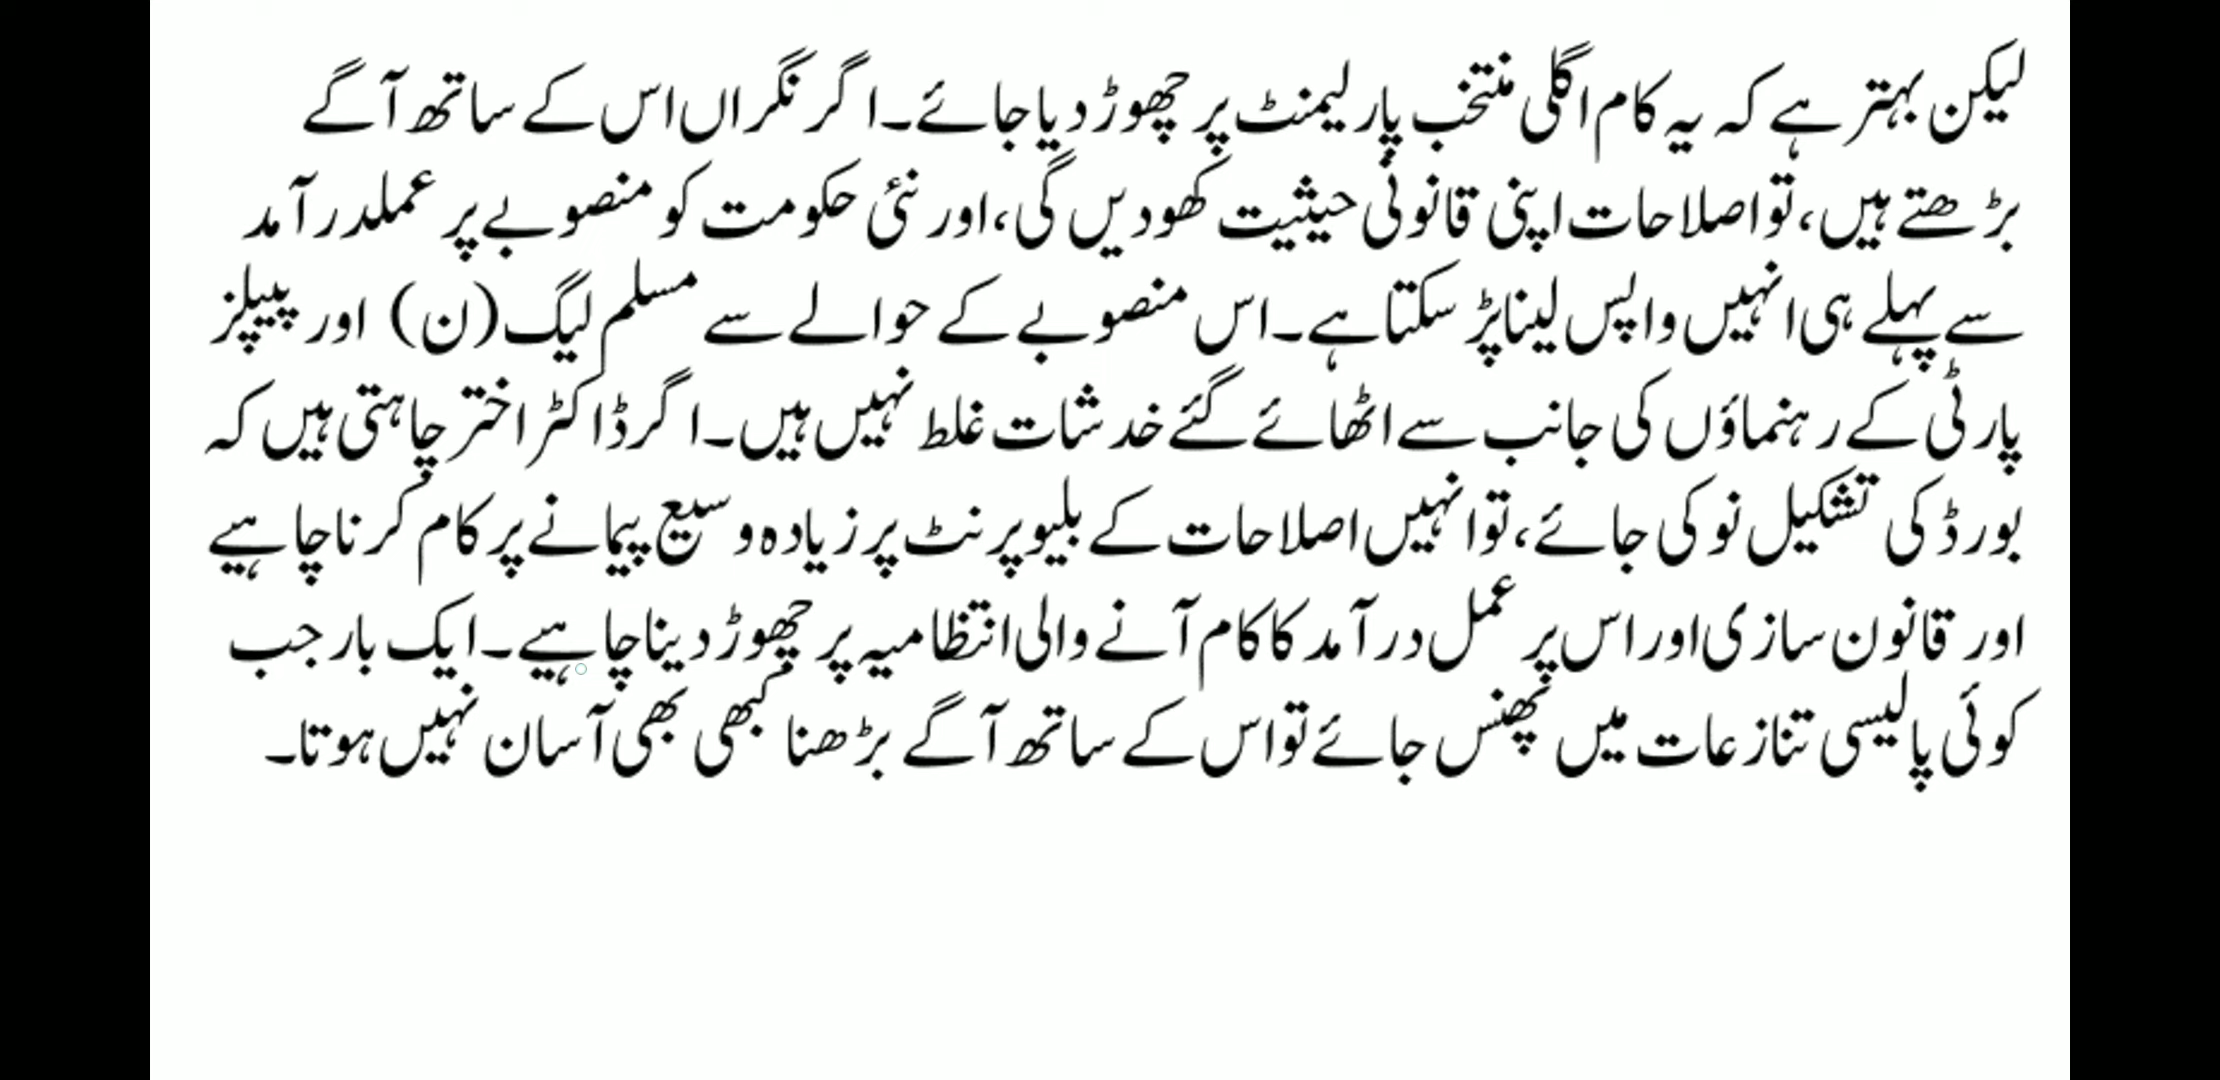 لیکن بہتر ہے کہ یہ کام اگلی منتخب پارلیمنٹ پر چھوڑ دیا جائے۔ اگر نگراں اس کے ساتھ آگے
بڑھتے ہیں، تو اصلاحات اپنی قانونی حیثیت کھو دیں گی، اور نئی حکومت کو منصوبے پر عملدرآمد
سے پہلے ہی انہیں واپس لینا پڑ سکتا ہے۔ اس منصوبے کے حوالے سے مسلم لیگ (ن) اور پیپلز
پارٹی کے رہنماؤں کی جانب سے اٹھائے گئے خدشات غلط نہیں ہیں۔ اگر ڈاکٹر اختر چاہتی ہیں کہ
بورڈ کی تشکیل نو کی جائے، تو انہیں اصلاحات کے بلیو پرنٹ پر زیادہ وسیع پیمانے پر کام کرنا چاہیے
اور قانون سازی اور اس پر عمل درآمد کا کام آنے والی انتظامیہ پر چھوڑ دینا چاہیے۔ ایک بار جب
کوئی پالیسی تنازعات میں پھنس جائے تو اس کے ساتھ آگے بڑھنا کبھی بھی آسان نہیں ہوتا۔